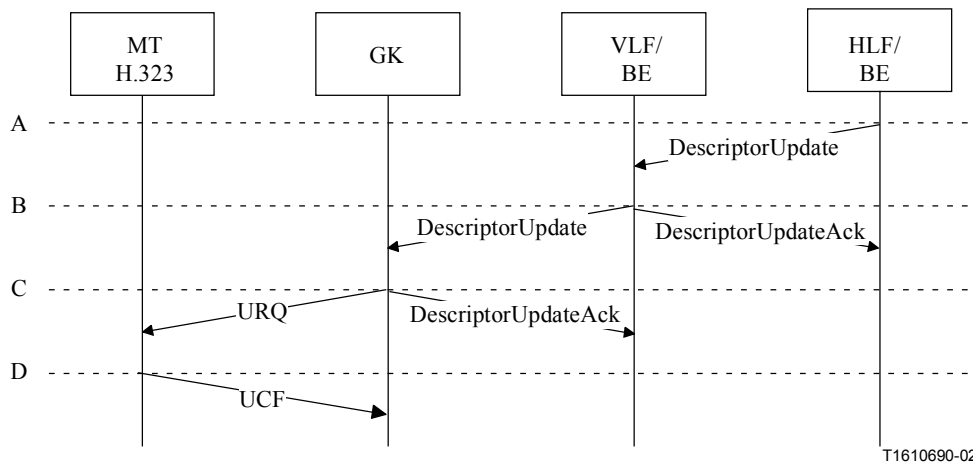 MT
H.323
GK
VLF/
BE
HLF/
BE
A
DescriptorUpdate
B
DescriptorUpdate
DescriptorUpdateAck
C
URQ
DescriptorUpdateAck
D
UCF
T1610690-02